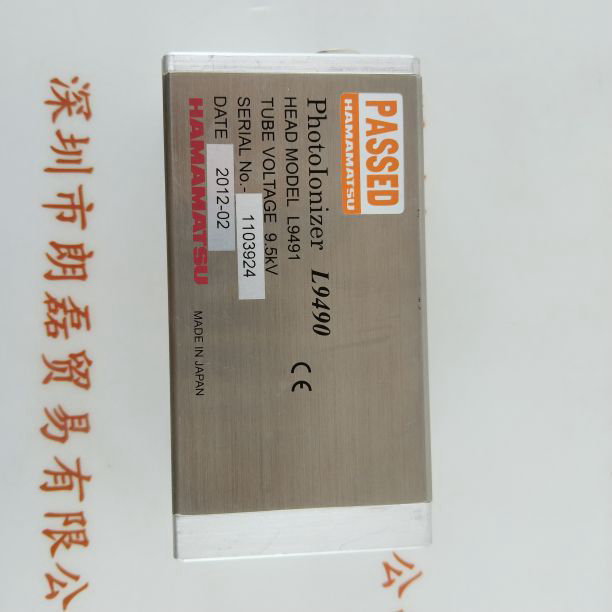 PASSED
HAMAMATSU
PhotoIonizer L9490
HEAD MODEL L9491
TUBE VOLTAGE 9.5kV
SERIAL No.- 1103924
DATE 2012-02
HAMAMATSU MADE IN JAPAN
CE
深圳市朗磊贸易有限公
公